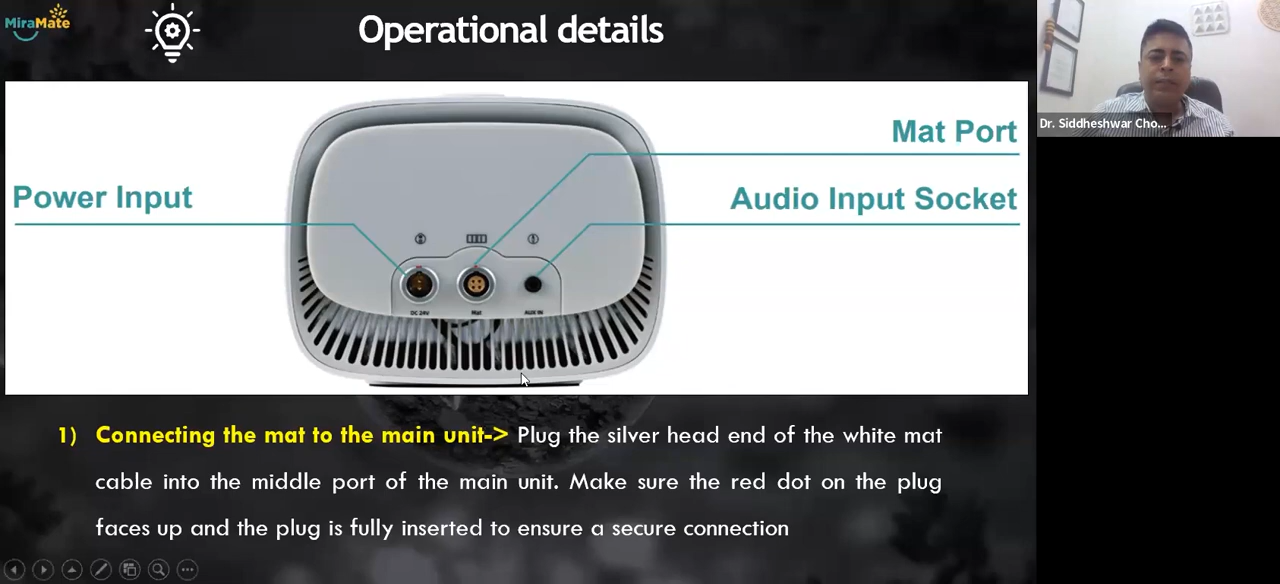 MiraMate
Operational details
Mat Port
Power Input
Audio Input Socket
DC 24V
Mat
AUX IN
1) Connecting the mat to the main unit-> Plug the silver head end of the white mat
cable into the middle port of the main unit. Make sure the red dot on the plug
faces up and the plug is fully inserted to ensure a secure connection
Dr. Siddheshwar Cho...